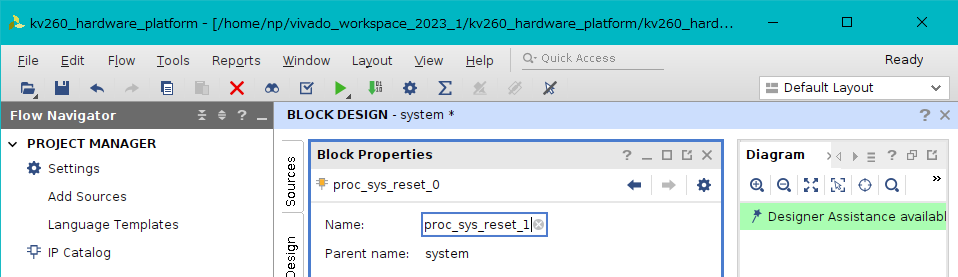 kv260_hardware_platform - [/home/np/vivado_workspace_2023_1/kv260_hardware_platform/kv260_hard...
File Edit Flow Tools Reports Window Layout View Help Quick Access Ready
Default Layout
Flow Navigator
BLOCK DESIGN - system *
PROJECT MANAGER
Settings
Add Sources
Language Templates
IP Catalog
Sources
Design
Block Properties
proc_sys_reset_0
Name: proc_sys_reset_1
Parent name: system
Diagram
Designer Assistance availabl